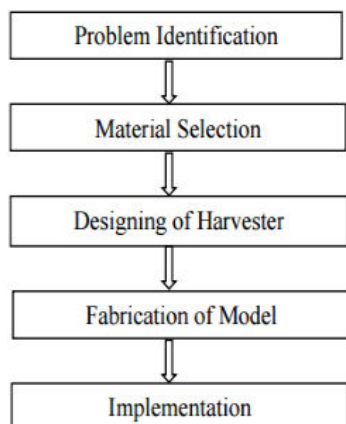 Problem Identification
Material Selection
Designing of Harvester
Fabrication of Model
Implementation